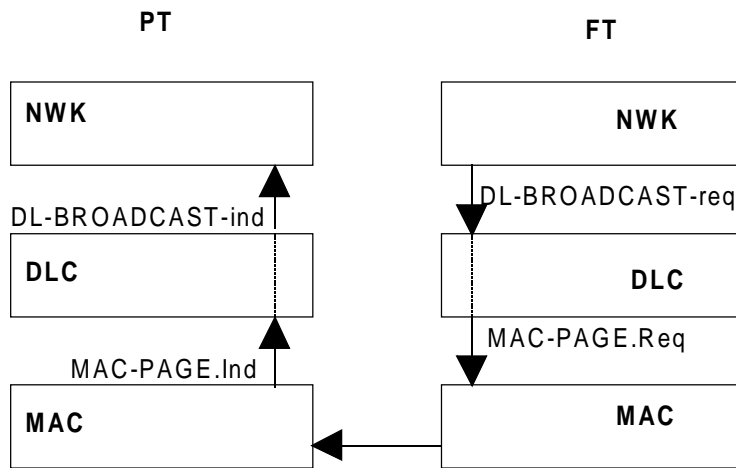 PT
FT
NWK
NWK
DL-BROADCAST-req
DL-BROADCAST-ind
DLC
DLC
MAC-PAGE.Req
MAC-PAGE.Ind
MAC
MAC